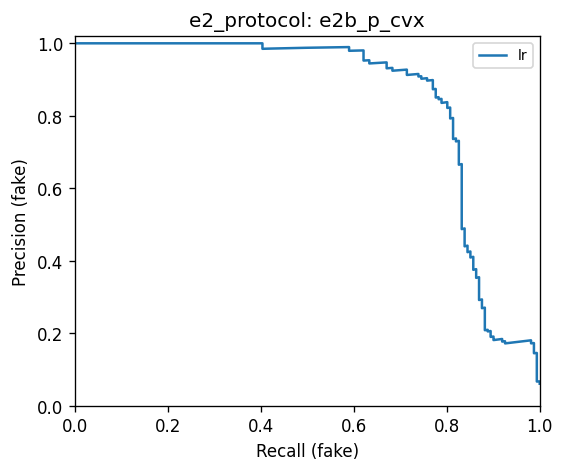 e2_protocol: e2b_p_cvx
lr
Precision (fake)
1.0
0.8
0.6
0.4
0.2
0.0
0.0 0.2 0.4 0.6 0.8 1.0
Recall (fake)